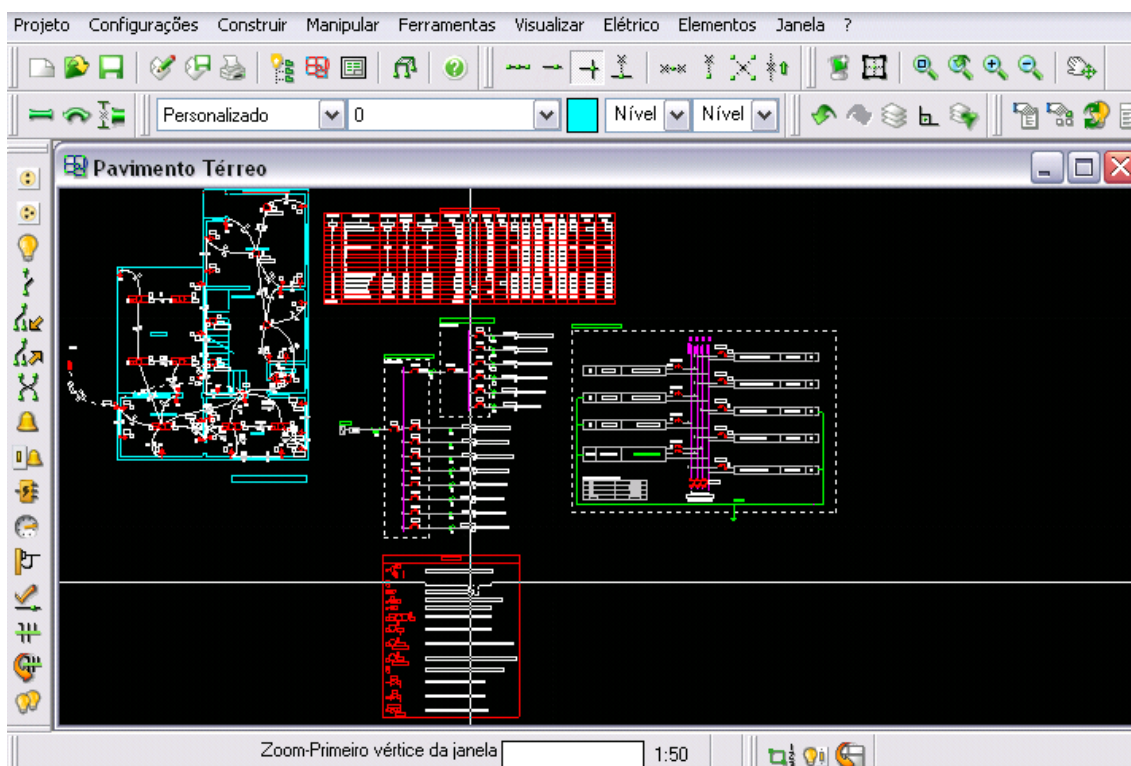 Projeto Configurações Construir Manipular Ferramentas Visualizar Elétrico Elementos Janela ?
Personalizado 0 Nível Nível
Pavimento Térreo
Zoom-Primeiro vértice da janela 1:50